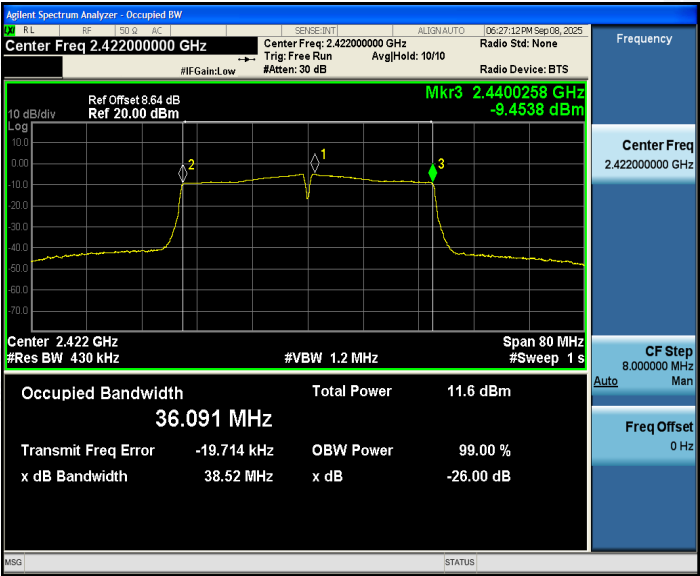 Agilent Spectrum Analyzer - Occupied BW
RL RF 50 Ω AC SENSE:INT ALIGNAUTO 06:27:12 PM Sep 08, 2025
Center Freq 2.422000000 GHz
Center Freq: 2.422000000 GHz Radio Std: None
Trig: Free Run Avg|Hold: 10/10
#IFGain:Low #Atten: 30 dB Radio Device: BTS
Mkr3 2.4400258 GHz
-9.4538 dBm
Ref Offset 8.64 dB
10 dB/div Ref 20.00 dBm
Log
10.0
0.00
-10.0
-20.0
-30.0
-40.0
-50.0
-60.0
-70.0
2
1
3
Center 2.422 GHz Span 80 MHz
#Res BW 430 kHz #VBW 1.2 MHz #Sweep 1 s
Occupied Bandwidth Total Power 11.6 dBm
36.091 MHz
Transmit Freq Error -19.714 kHz OBW Power 99.00 %
x dB Bandwidth 38.52 MHz x dB -26.00 dB
MSG STATUS
Frequency
Center Freq
2.422000000 GHz
CF Step
8.000000 MHz
Auto Man
Freq Offset
0 Hz